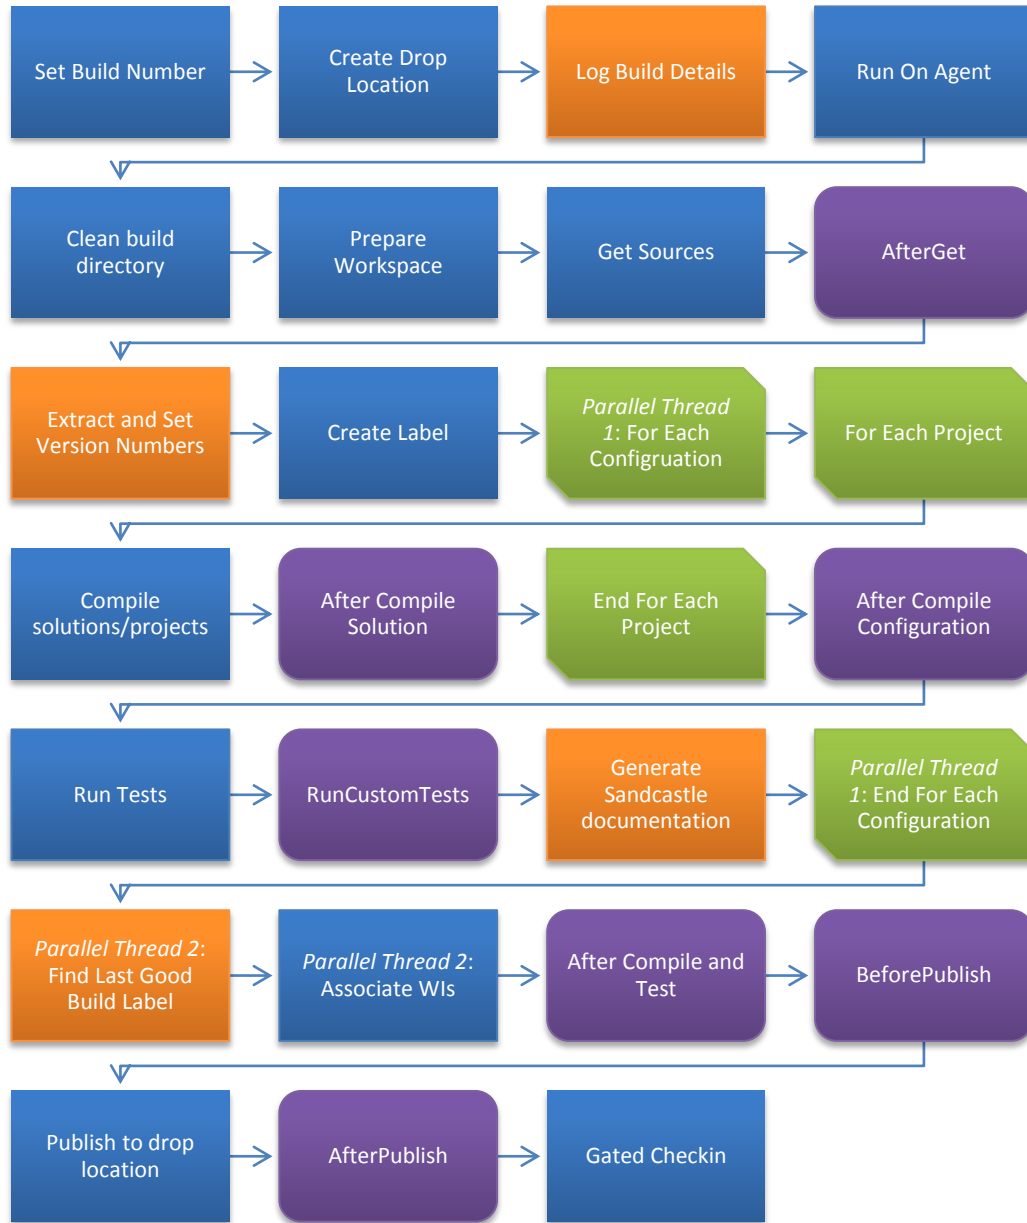 Set Build Number
Create Drop
Location
Log Build Details
Run On Agent
Clean build
directory
Prepare
Workspace
Get Sources
AfterGet
Extract and Set
Version Numbers
Create Label
Parallel Thread
1: For Each
Configruation
For Each Project
Compile
solutions/projects
After Compile
Solution
End For Each
Project
After Compile
Configuration
Run Tests
RunCustomTests
Generate
Sandcastle
documentation
Parallel Thread
1: End For Each
Configuration
Parallel Thread 2:
Find Last Good
Build Label
Parallel Thread 2:
Associate WIs
After Compile and
Test
BeforePublish
Publish to drop
location
AfterPublish
Gated Checkin